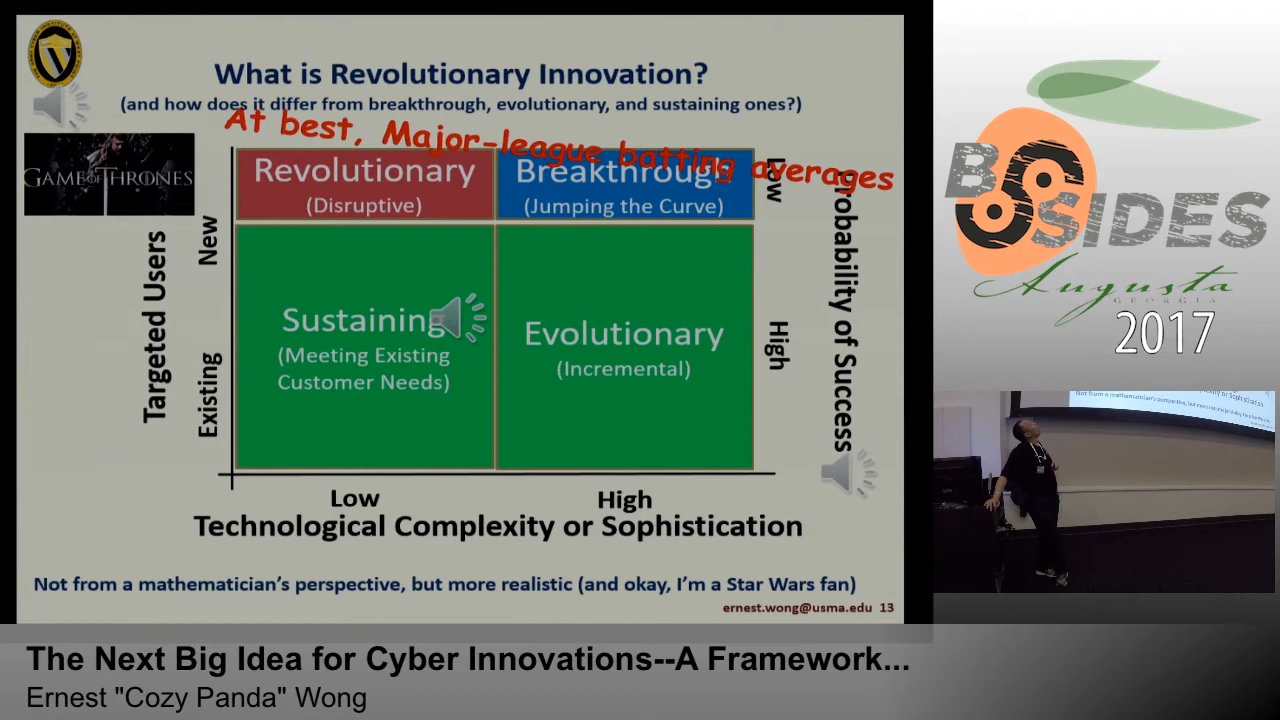 What is Revolutionary Innovation?
(and how does it differ from breakthrough, evolutionary, and sustaining ones?)
At best, Major-league batting averages
GAME OF THRONES
Revolutionary
(Disruptive)
Breakthrough
(Jumping the Curve)
Sustaining
(Meeting Existing
Customer Needs)
Evolutionary
(Incremental)
Targeted Users
New
Existing
Low
High
Probability of Success
Low
High
Technological Complexity or Sophistication
Not from a mathematician's perspective, but more realistic (and okay, I'm a Star Wars fan)
ernest.wong@usma.edu 13
BSIDES
Augusta
GEORGIA
2017
The Next Big Idea for Cyber Innovations--A Framework...
Ernest "Cozy Panda" Wong